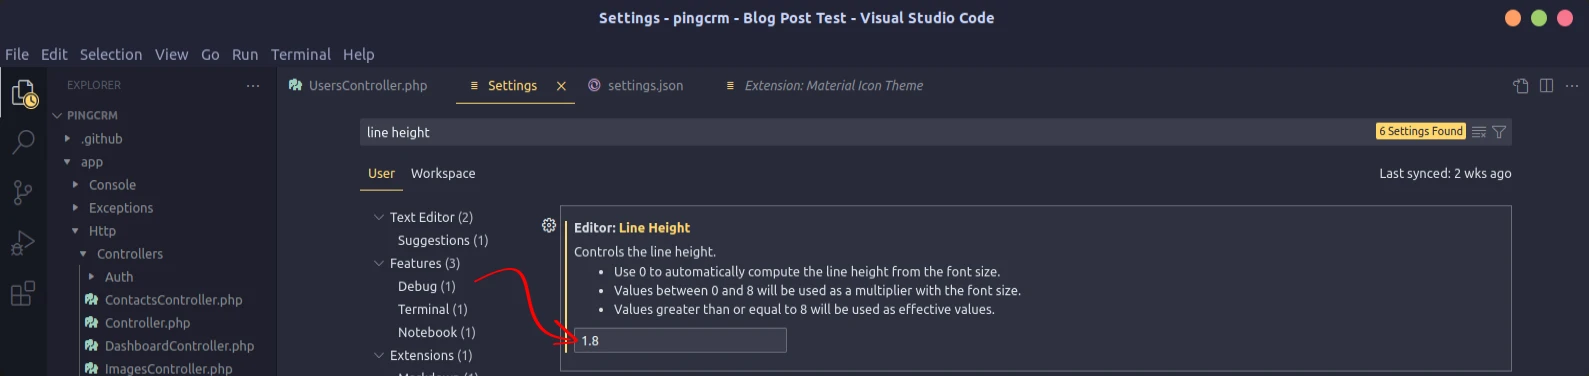 Settings - pingcrm - Blog Post Test - Visual Studio Code
File Edit Selection View Go Run Terminal Help
EXPLORER ...
UsersController.php Settings settings.json Extension: Material Icon Theme ...
PINGCRM
.github
app
Console
Exceptions
Http
Controllers
Auth
ContactsController.php
Controller.php
DashboardController.php
ImagesController.php
line height 6 Settings Found
User Workspace Last synced: 2 wks ago
Text Editor (2)
Suggestions (1)
Features (3)
Debug (1)
Terminal (1)
Notebook (1)
Extensions (1)
Markdown (1)
Editor: Line Height
Controls the line height.
• Use 0 to automatically compute the line height from the font size.
• Values between 0 and 8 will be used as a multiplier with the font size.
• Values greater than or equal to 8 will be used as effective values.
1.8